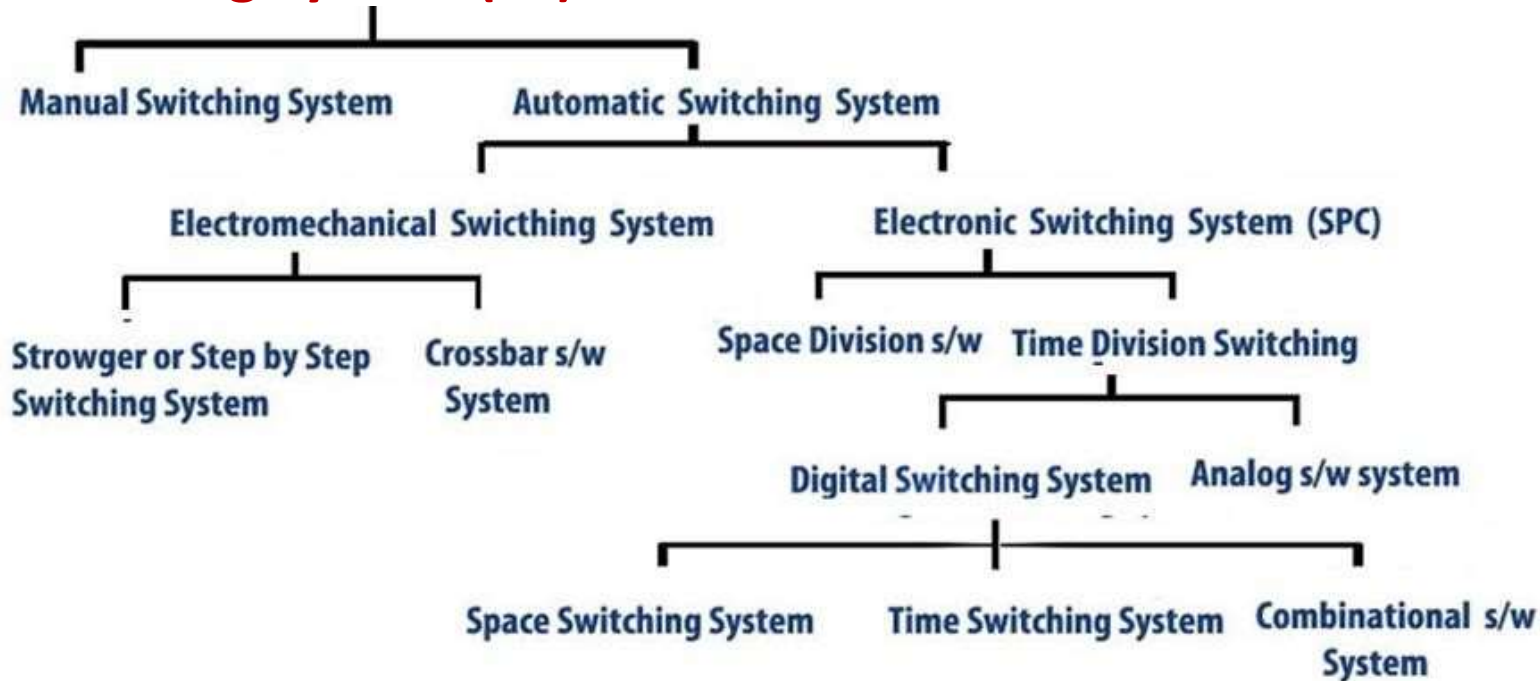 Manual Switching System
Automatic Switching System
Electromechanical Swicthing System
Electronic Switching System (SPC)
Strowger or Step by Step
Switching System
Crossbar s/w
System
Space Division s/w
Time Division Switching
Digital Switching System
Analog s/w system
Space Switching System
Time Switching System
Combinational s/w
System